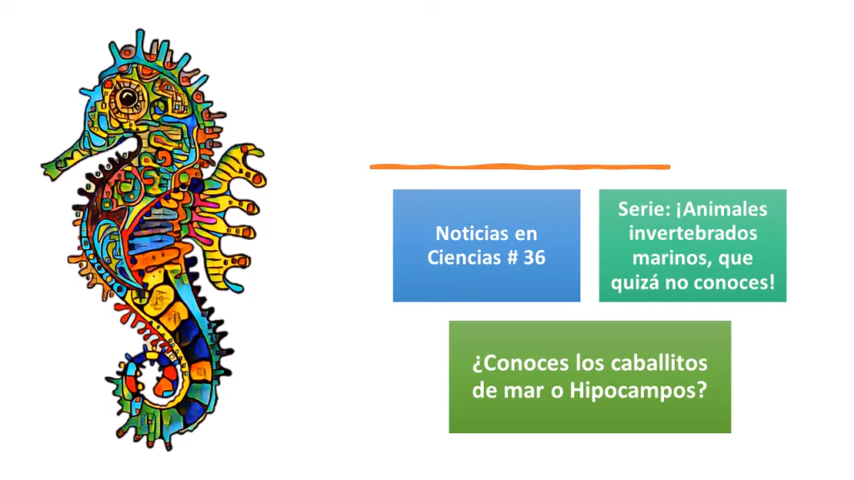 Noticias en
Ciencias # 36
Serie: ¡Animales
invertebrados
marinos, que
quizá no conoces!
¿Conoces los caballitos
de mar o Hipocampos?